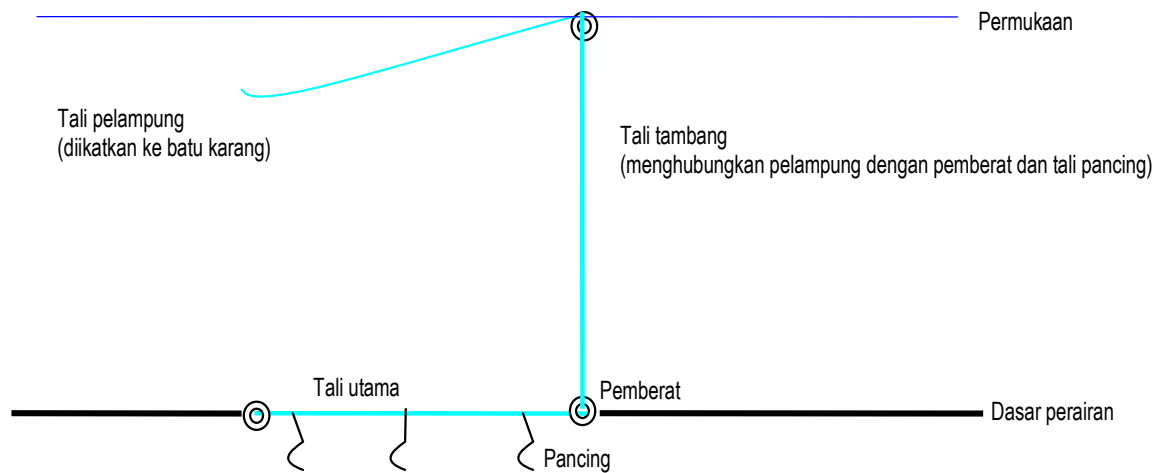 Permukaan
Tali pelampung
(diikatkan ke batu karang)
Tali tambang
(menghubungkan pelampung dengan pemberat dan tali pancing)
Tali utama
Pemberat
Dasar perairan
Pancing